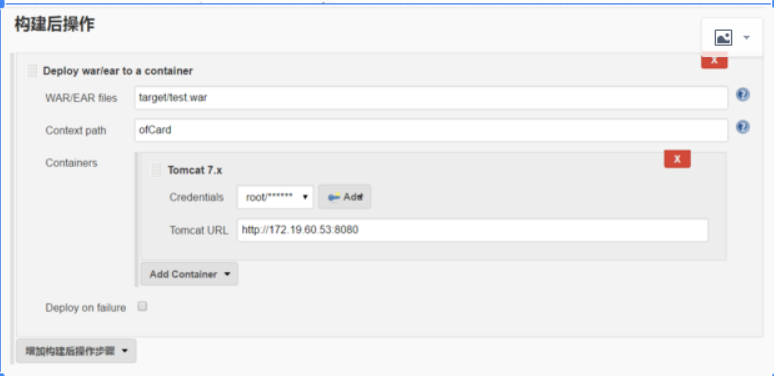 构建后操作
X
Deploy war/ear to a container
WAR/EAR files target/test.war
Context path ofCard
Containers
Tomcat 7.x X
Credentials root/****** Add
Tomcat URL http://172.19.60.53:8080
Add Container
Deploy on failure
增加构建后操作步骤